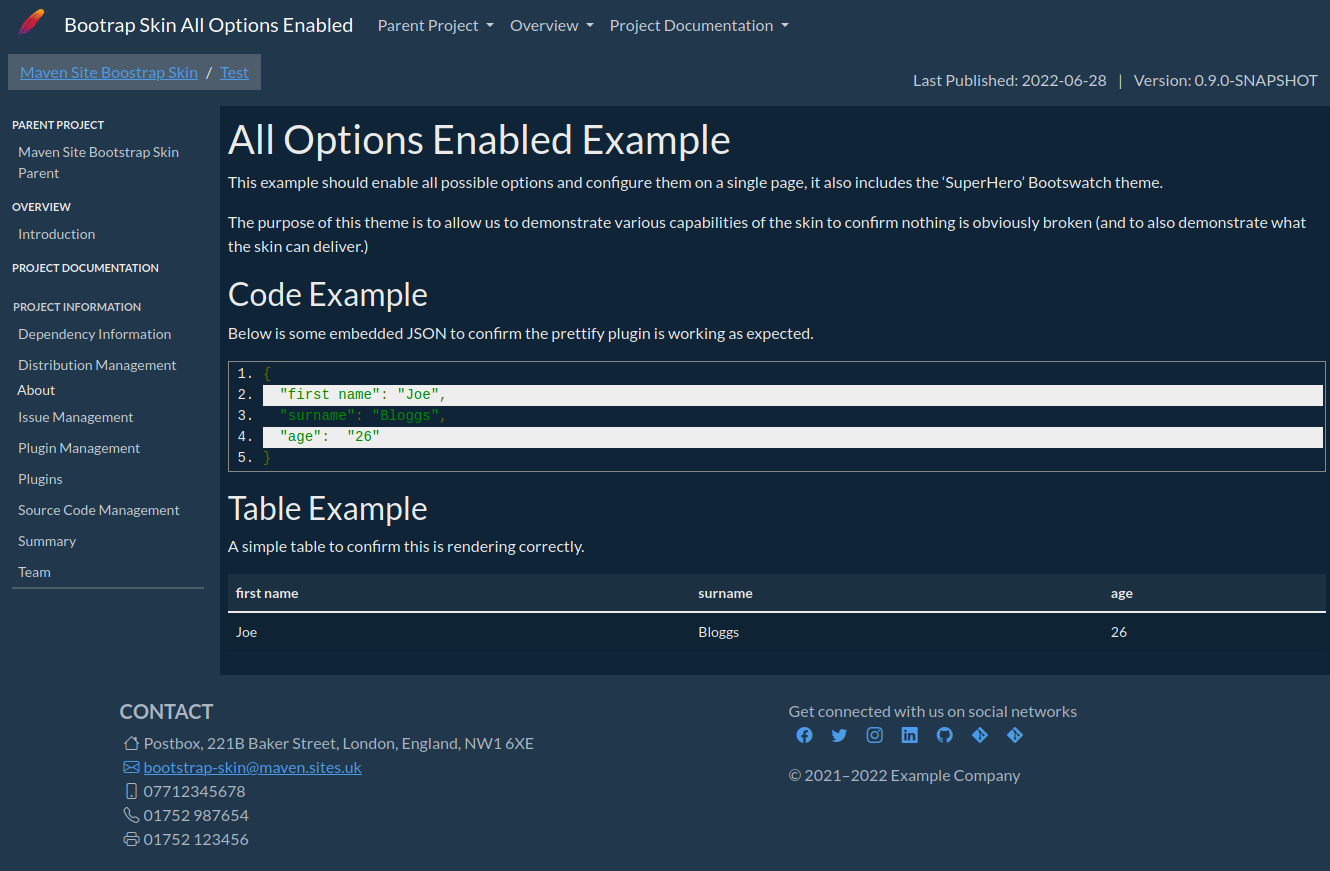 Bootrap Skin All Options Enabled Parent Project Overview Project Documentation
Maven Site Boostrap Skin / Test
Last Published: 2022-06-28 | Version: 0.9.0-SNAPSHOT
PARENT PROJECT
Maven Site Bootstrap Skin
Parent
OVERVIEW
Introduction
PROJECT DOCUMENTATION
PROJECT INFORMATION
Dependency Information
Distribution Management
About
Issue Management
Plugin Management
Plugins
Source Code Management
Summary
Team
All Options Enabled Example
This example should enable all possible options and configure them on a single page, it also includes the ‘SuperHero’ Bootswatch theme.
The purpose of this theme is to allow us to demonstrate various capabilities of the skin to confirm nothing is obviously broken (and to also demonstrate what
the skin can deliver.)
Code Example
Below is some embedded JSON to confirm the prettify plugin is working as expected.
1. {
2.   "first name": "Joe",
3.   "surname": "Bloggs",
4.   "age":  "26"
5. }
Table Example
A simple table to confirm this is rendering correctly.
first name surname age
Joe Bloggs 26
CONTACT
Postbox, 221B Baker Street, London, England, NW1 6XE
bootstrap-skin@maven.sites.uk
07712345678
01752 987654
01752 123456
Get connected with us on social networks
© 2021–2022 Example Company